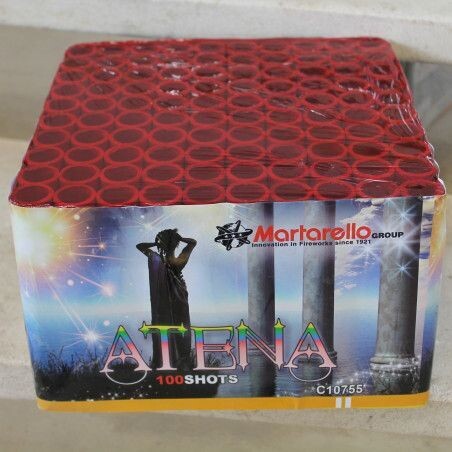 Martarello GROUP
Innovation in Fireworks since 1921
ATENA
100SHOTS
C10755